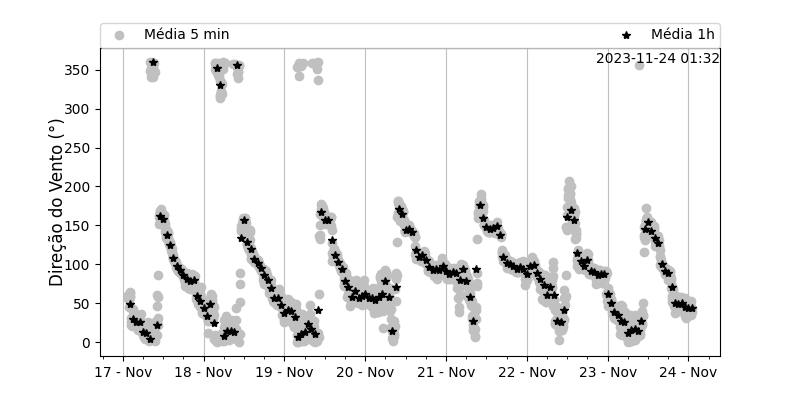 Média 5 min
Média 1h
2023-11-24 01:32
Direção do Vento (°)
350
300
250
200
150
100
50
0
17 - Nov
18 - Nov
19 - Nov
20 - Nov
21 - Nov
22 - Nov
23 - Nov
24 - Nov